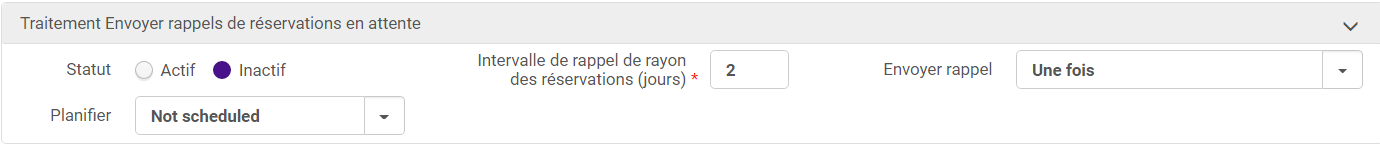 Traitement Envoyer rappels de réservations en attente
Statut Actif Inactif
Intervalle de rappel de rayon
des réservations (jours) * 2
Envoyer rappel Une fois
Planifier Not scheduled